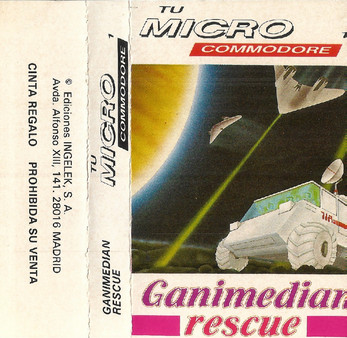 © Ediciones INGELEK, S. A.
Avda. Alfonso XIII, 141. 28016 MADRID
CINTA REGALO PROHIBIDA SU VENTA
TU
MICRO
COMMODORE
1
GANIMEDIAN
RESCUE
TU
MICRO
COMMODORE
1
Ganimedian
rescue